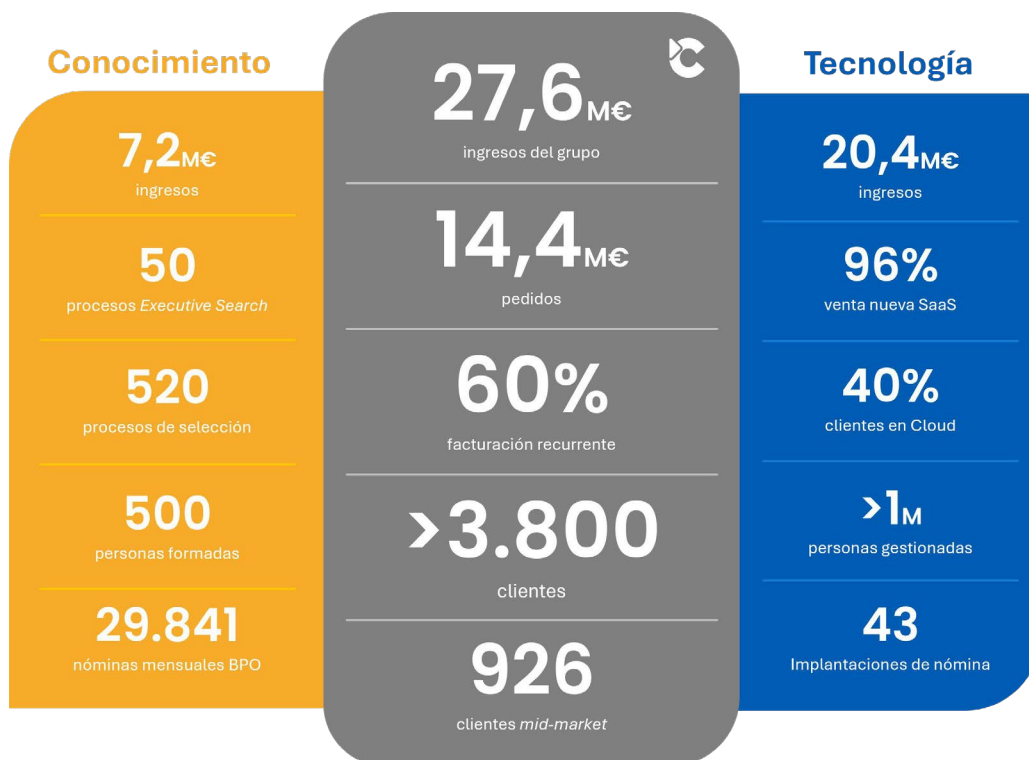 Conocimiento
7,2M€
ingresos
50
procesos Executive Search
520
procesos de selección
500
personas formadas
29.841
nóminas mensuales BPO
27,6M€
ingresos del grupo
14,4M€
pedidos
60%
facturación recurrente
>3.800
clientes
926
clientes mid-market
Tecnología
20,4M€
ingresos
96%
venta nueva SaaS
40%
clientes en Cloud
>1M
personas gestionadas
43
Implantaciones de nómina